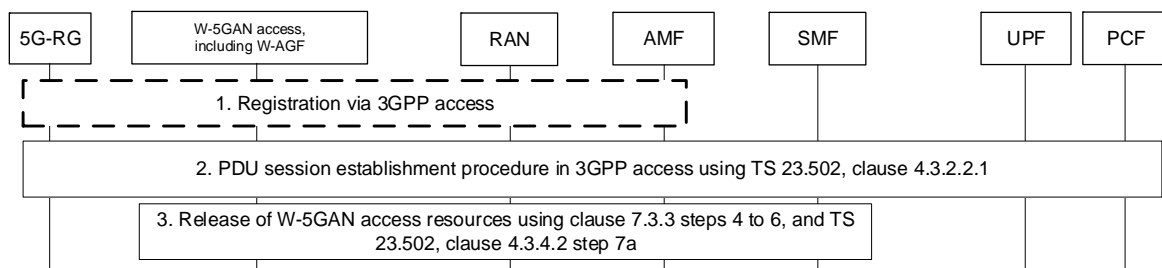 5G-RG
W-5GAN access,
including W-AGF
RAN
AMF
SMF
UPF
PCF
1. Registration via 3GPP access
2. PDU session establishment procedure in 3GPP access using TS 23.502, clause 4.3.2.2.1
3. Release of W-5GAN access resources using clause 7.3.3 steps 4 to 6, and TS
23.502, clause 4.3.4.2 step 7a